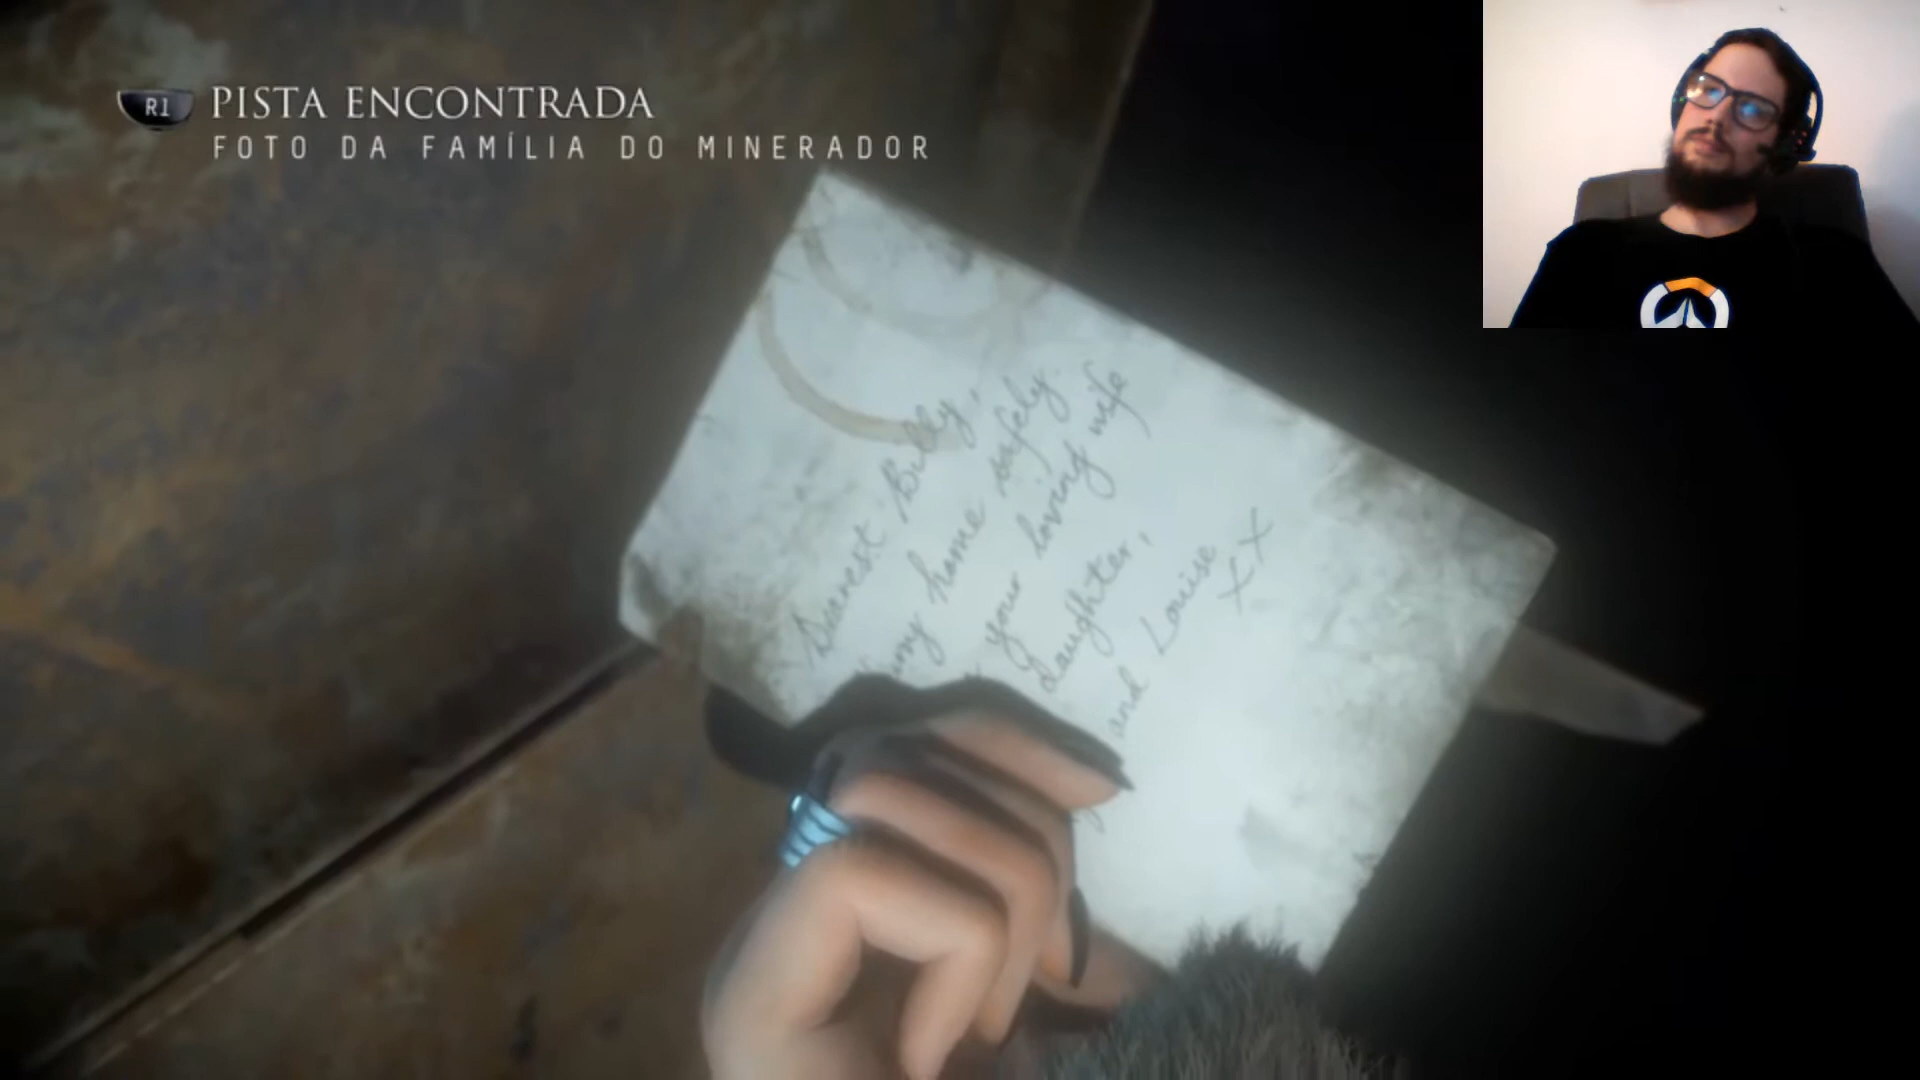 R1
PISTA ENCONTRADA
FOTO DA FAMÍLIA DO MINERADOR
Dearest Billy,
home safely.
your loving wife
daughter,
and Louise
XX